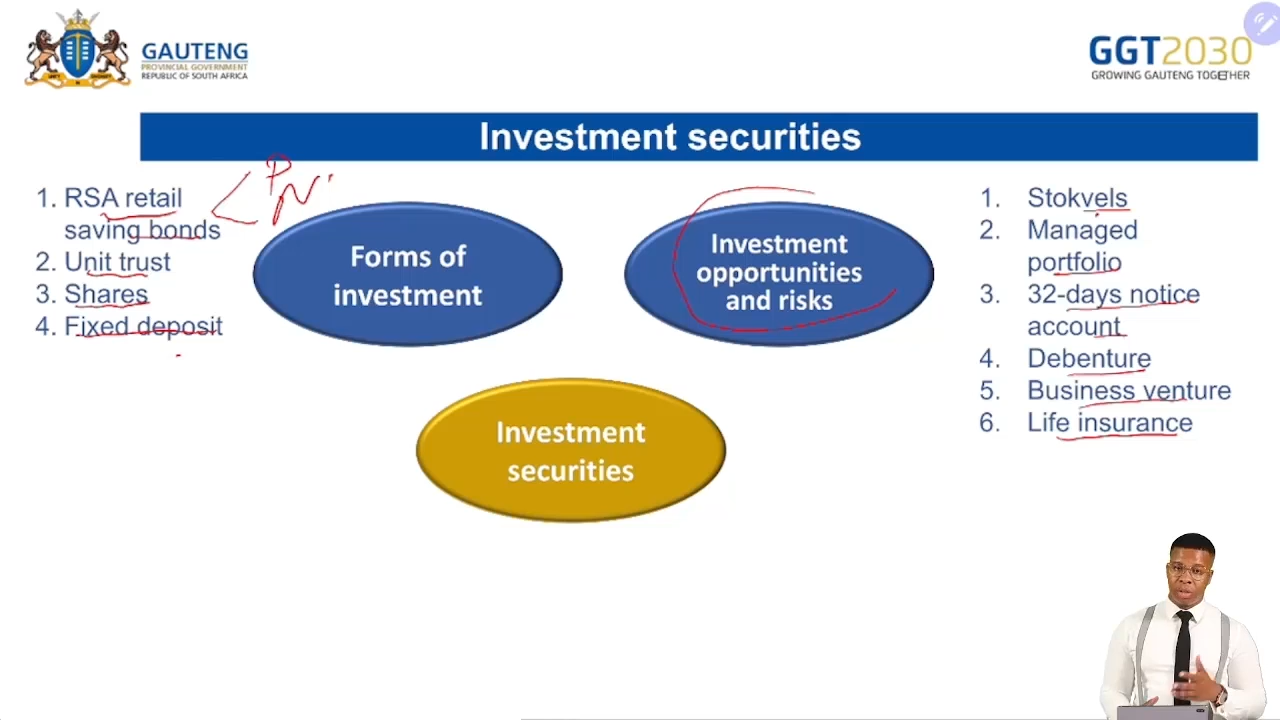 GAUTENG
PROVINCIAL GOVERNMENT
REPUBLIC OF SOUTH AFRICA
GGT2030
GROWING GAUTENG TOGETHER
Investment securities
1. RSA retail
saving bonds
2. Unit trust
3. Shares
4. Fixed deposit
P
N
Forms of
investment
Investment
opportunities
and risks
Investment
securities
1. Stokvels
2. Managed
portfolio
3. 32-days notice
account
4. Debenture
5. Business venture
6. Life insurance